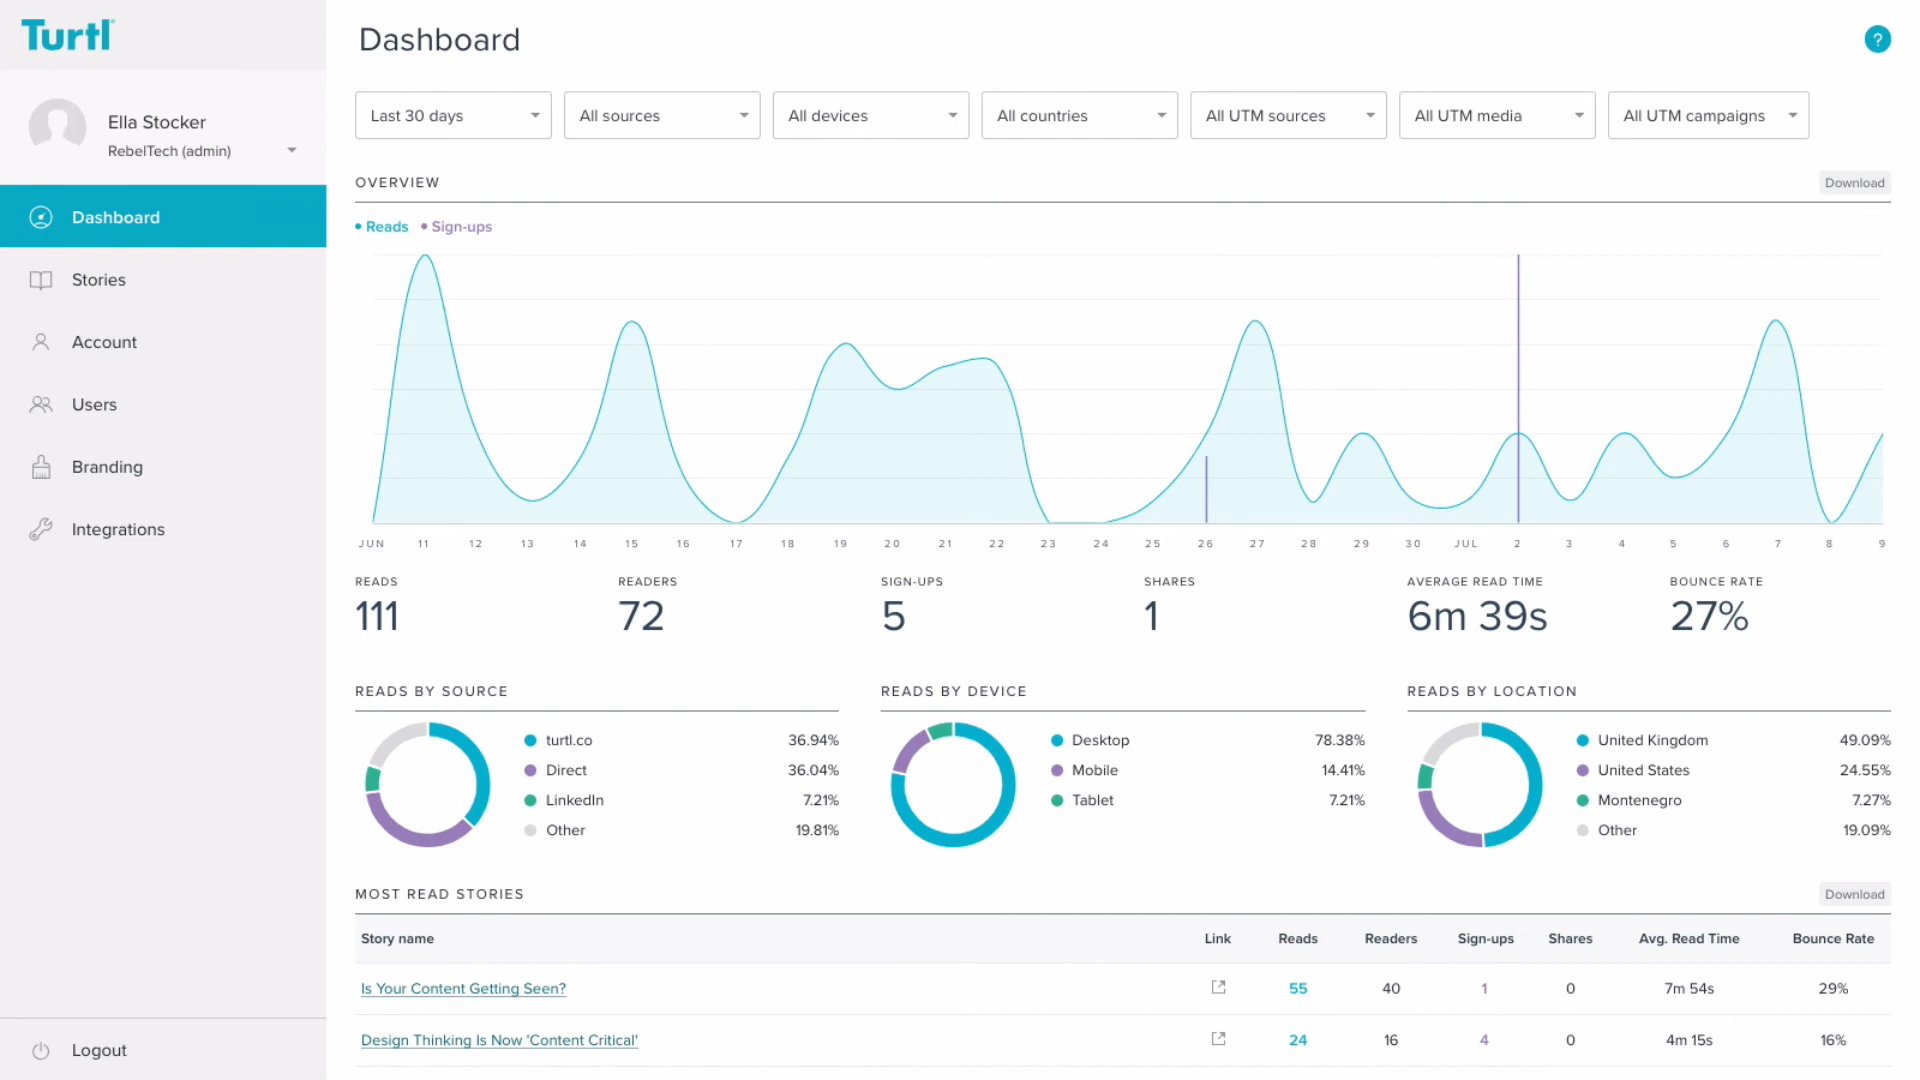 Turtl
Dashboard
?
Ella Stocker
RebelTech (admin)
Dashboard
Stories
Account
Users
Branding
Integrations
Logout
Last 30 days
All sources
All devices
All countries
All UTM sources
All UTM media
All UTM campaigns
OVERVIEW
Download
Reads Sign-ups
JUN 11 12 13 14 15 16 17 18 19 20 21 22 23 24 25 26 27 28 29 30 JUL 2 3 4 5 6 7 8 9
READS READERS SIGN-UPS SHARES AVERAGE READ TIME BOUNCE RATE
111 72 5 1 6m 39s 27%
READS BY SOURCE
turtl.co 36.94%
Direct 36.04%
LinkedIn 7.21%
Other 19.81%
READS BY DEVICE
Desktop 78.38%
Mobile 14.41%
Tablet 7.21%
READS BY LOCATION
United Kingdom 49.09%
United States 24.55%
Montenegro 7.27%
Other 19.09%
MOST READ STORIES
Download
Story name Link Reads Readers Sign-ups Shares Avg. Read Time Bounce Rate
Is Your Content Getting Seen? 55 40 1 0 7m 54s 29%
Design Thinking Is Now 'Content Critical' 24 16 4 0 4m 15s 16%